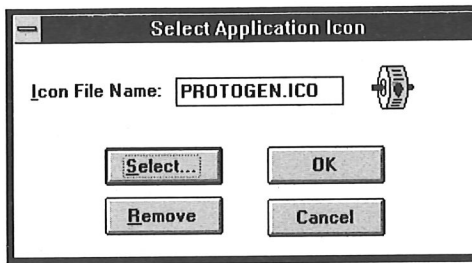 Select Application Icon
Icon File Name: PROTOGEN.ICO
Select... OK
Remove Cancel